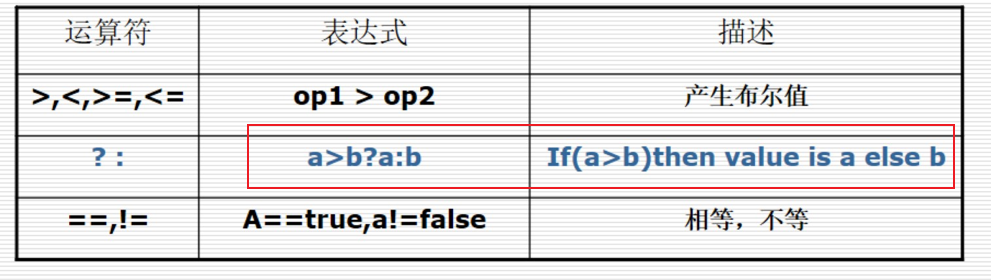 运算符 表达式 描述
>,<,>=,<= op1 > op2 产生布尔值
? : a>b?a:b If(a>b)then value is a else b
==,!= A==true,a!=false 相等，不等